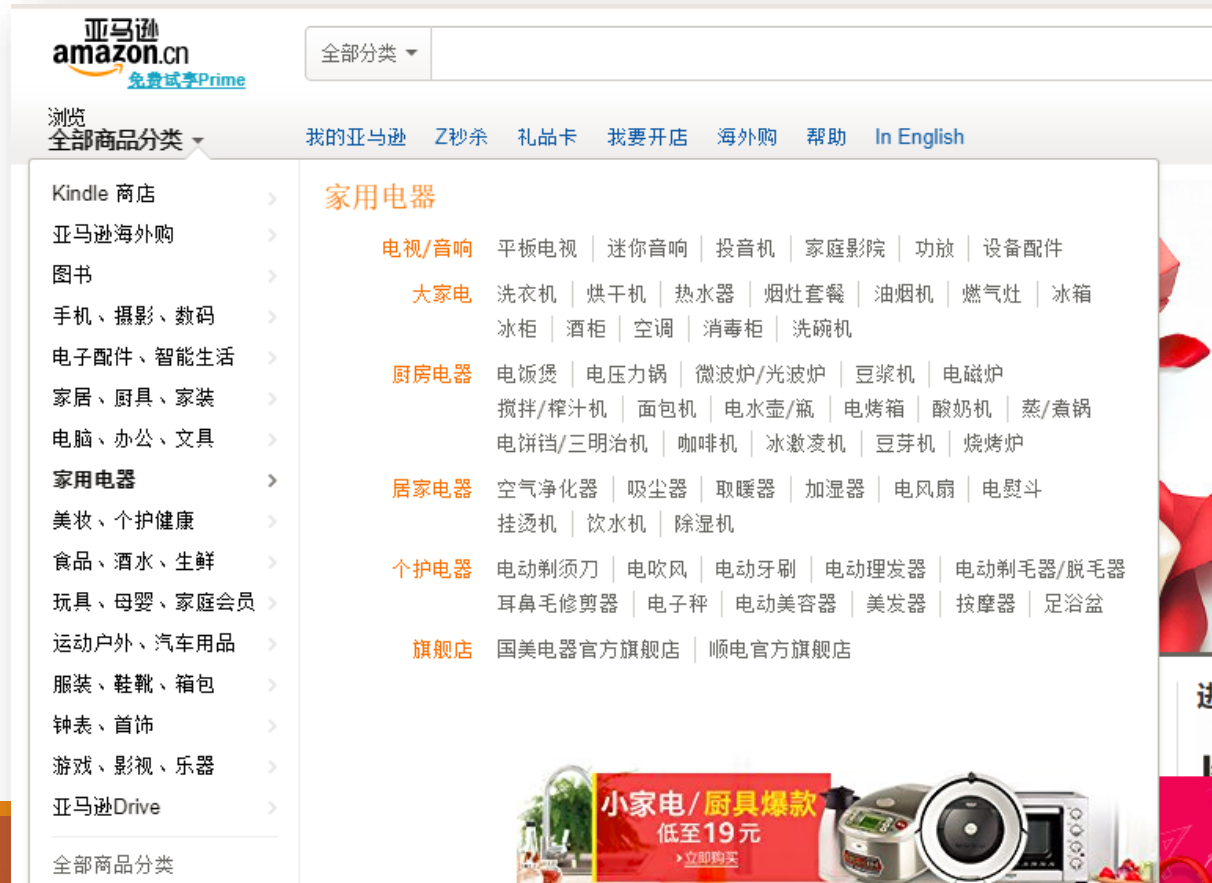 亚马逊
amazon.cn
免费试享Prime
全部分类
浏览
全部商品分类
我的亚马逊 Z秒杀 礼品卡 我要开店 海外购 帮助 In English
Kindle 商店
亚马逊海外购
图书
手机、摄影、数码
电子配件、智能生活
家居、厨具、家装
电脑、办公、文具
家用电器
美妆、个护健康
食品、酒水、生鲜
玩具、母婴、家庭会员
运动户外、汽车用品
服装、鞋靴、箱包
钟表、首饰
游戏、影视、乐器
亚马逊Drive
全部商品分类
家用电器
电视/音响 平板电视 迷你音响 投音机 家庭影院 功放 设备配件
大家电 洗衣机 烘干机 热水器 烟灶套餐 油烟机 燃气灶 冰箱
冰柜 酒柜 空调 消毒柜 洗碗机
厨房电器 电饭煲 电压力锅 微波炉/光波炉 豆浆机 电磁炉
搅拌/榨汁机 面包机 电水壶/瓶 电烤箱 酸奶机 蒸/煮锅
电饼铛/三明治机 咖啡机 冰激凌机 豆芽机 烧烤炉
居家电器 空气净化器 吸尘器 取暖器 加湿器 电风扇 电熨斗
挂烫机 饮水机 除湿机
个护电器 电动剃须刀 电吹风 电动牙刷 电动理发器 电动剃毛器/脱毛器
耳鼻毛修剪器 电子秤 电动美容器 美发器 按摩器 足浴盆
旗舰店 国美电器官方旗舰店 顺电官方旗舰店
小家电/厨具爆款
低至19元
›立即购买